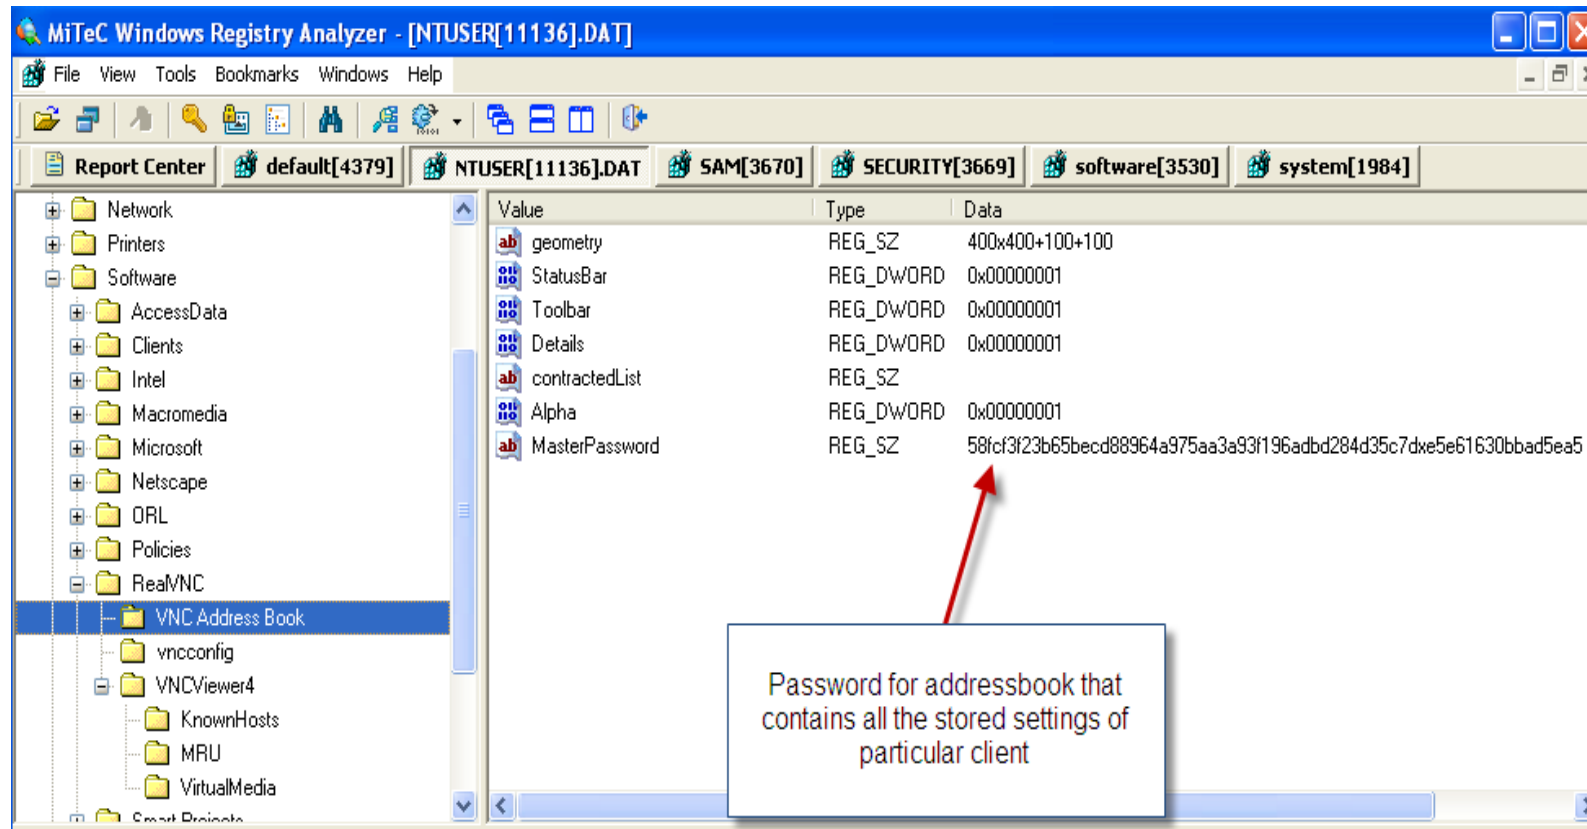 MiTeC Windows Registry Analyzer - [NTUSER[11136].DAT]
File View Tools Bookmarks Windows Help
Report Center default[4379] NTUSER[11136].DAT SAM[3670] SECURITY[3669] software[3530] system[1984]
Network
Printers
Software
AccessData
Clients
Intel
Macromedia
Microsoft
Netscape
ORL
Policies
RealVNC
VNC Address Book
vncconfig
VNCViewer4
KnownHosts
MRU
VirtualMedia
Smart Projects
Value Type Data
geometry REG_SZ 400x400+100+100
StatusBar REG_DWORD 0x00000001
Toolbar REG_DWORD 0x00000001
Details REG_DWORD 0x00000001
contractedList REG_SZ
Alpha REG_DWORD 0x00000001
MasterPassword REG_SZ 58fcf3f23b65becd88964a975aa3a93f196adbd284d35c7dxe5e61630bbad5ea5
Password for addressbook that
contains all the stored settings of
particular client